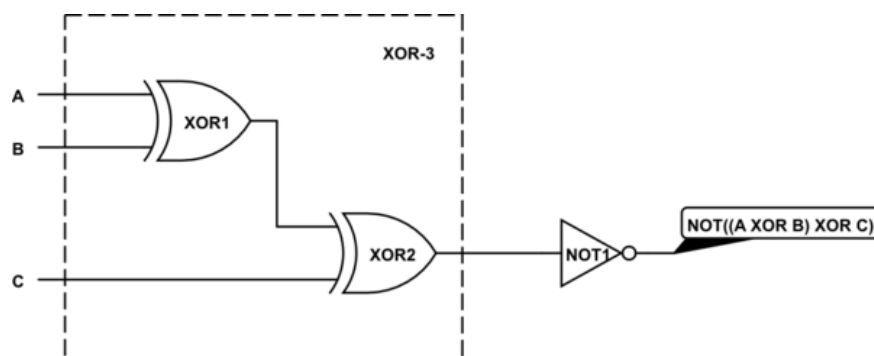 XOR-3
A
XOR1
B
NOT((A XOR B) XOR C)
XOR2
NOT1
C